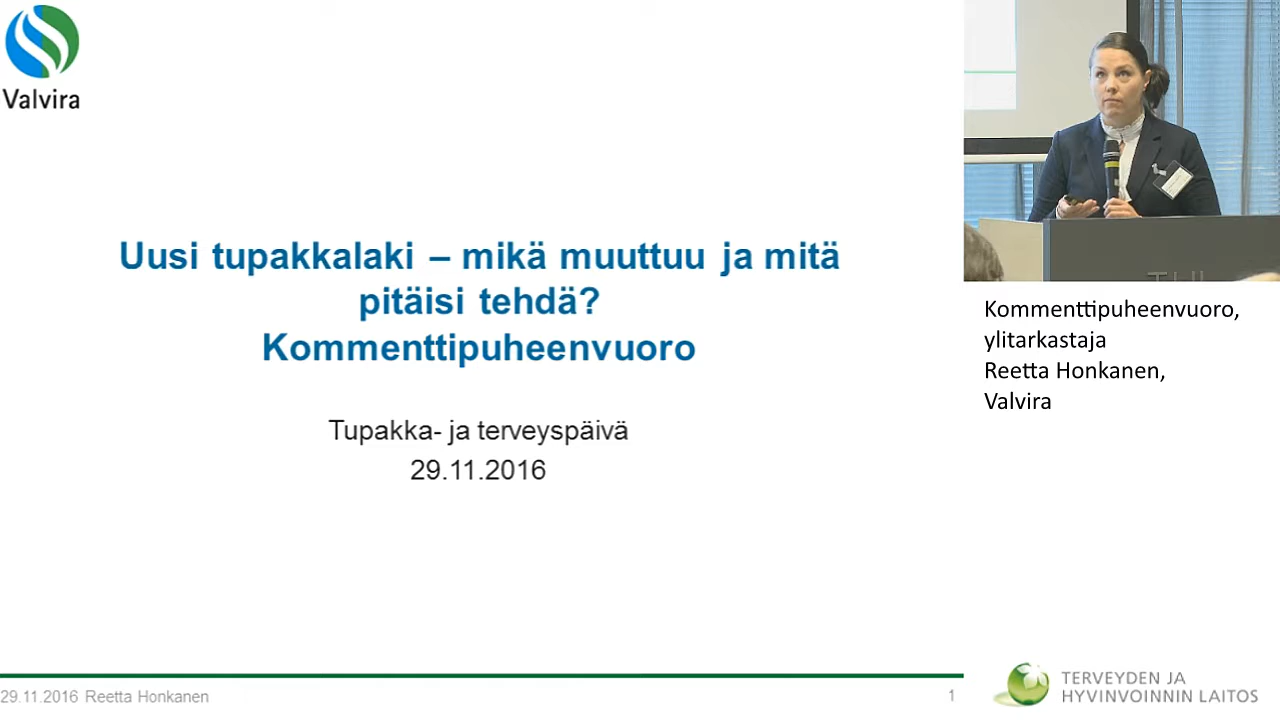 Valvira
Uusi tupakkalaki – mikä muuttuu ja mitä
pitäisi tehdä?
Kommenttipuheenvuoro
Tupakka- ja terveyspäivä
29.11.2016
29.11.2016 Reetta Honkanen
1
THL
Kommenttipuheenvuoro,
ylitarkastaja
Reetta Honkanen,
Valvira
TERVEYDEN JA
HYVINVOINNIN LAITOS